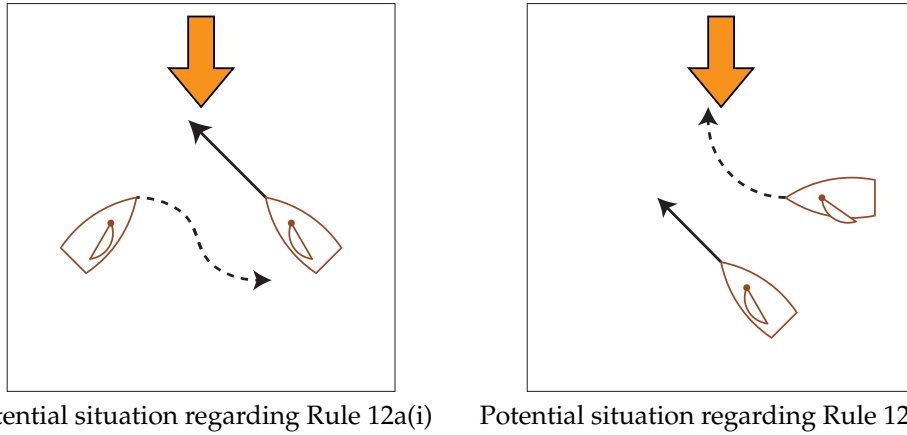 tential situation regarding Rule 12a(i)
Potential situation regarding Rule 12